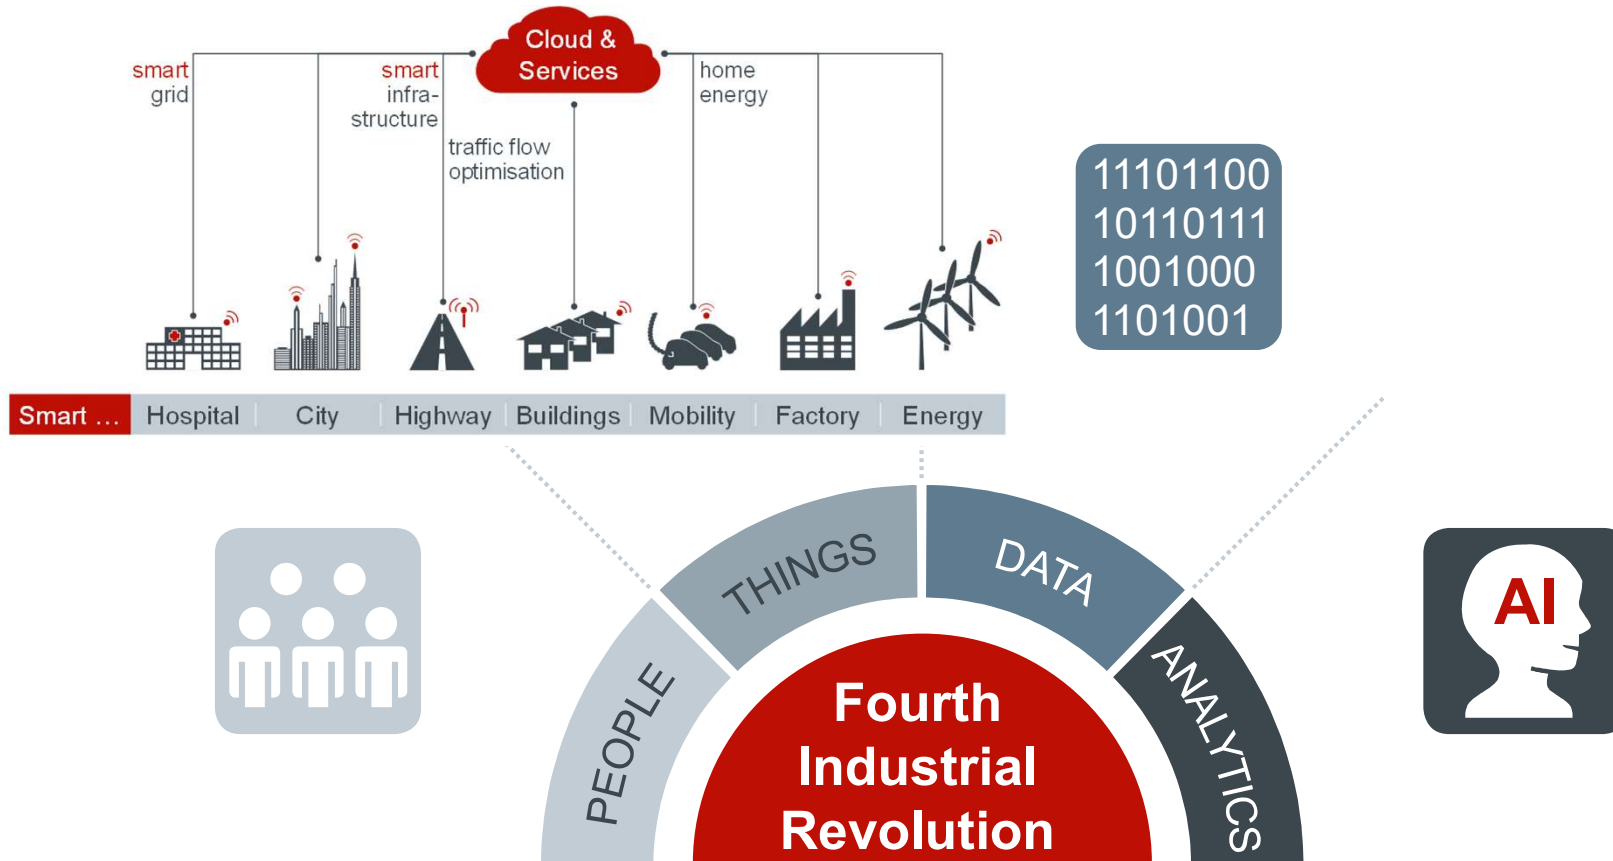 Cloud &
Services
smart
grid
smart
infra-
structure
traffic flow
optimisation
home
energy
11101100
10110111
1001000
1101001
Smart ... Hospital City Highway Buildings Mobility Factory Energy
PEOPLE
THINGS
DATA
ANALYTICS
AI
Fourth
Industrial
Revolution